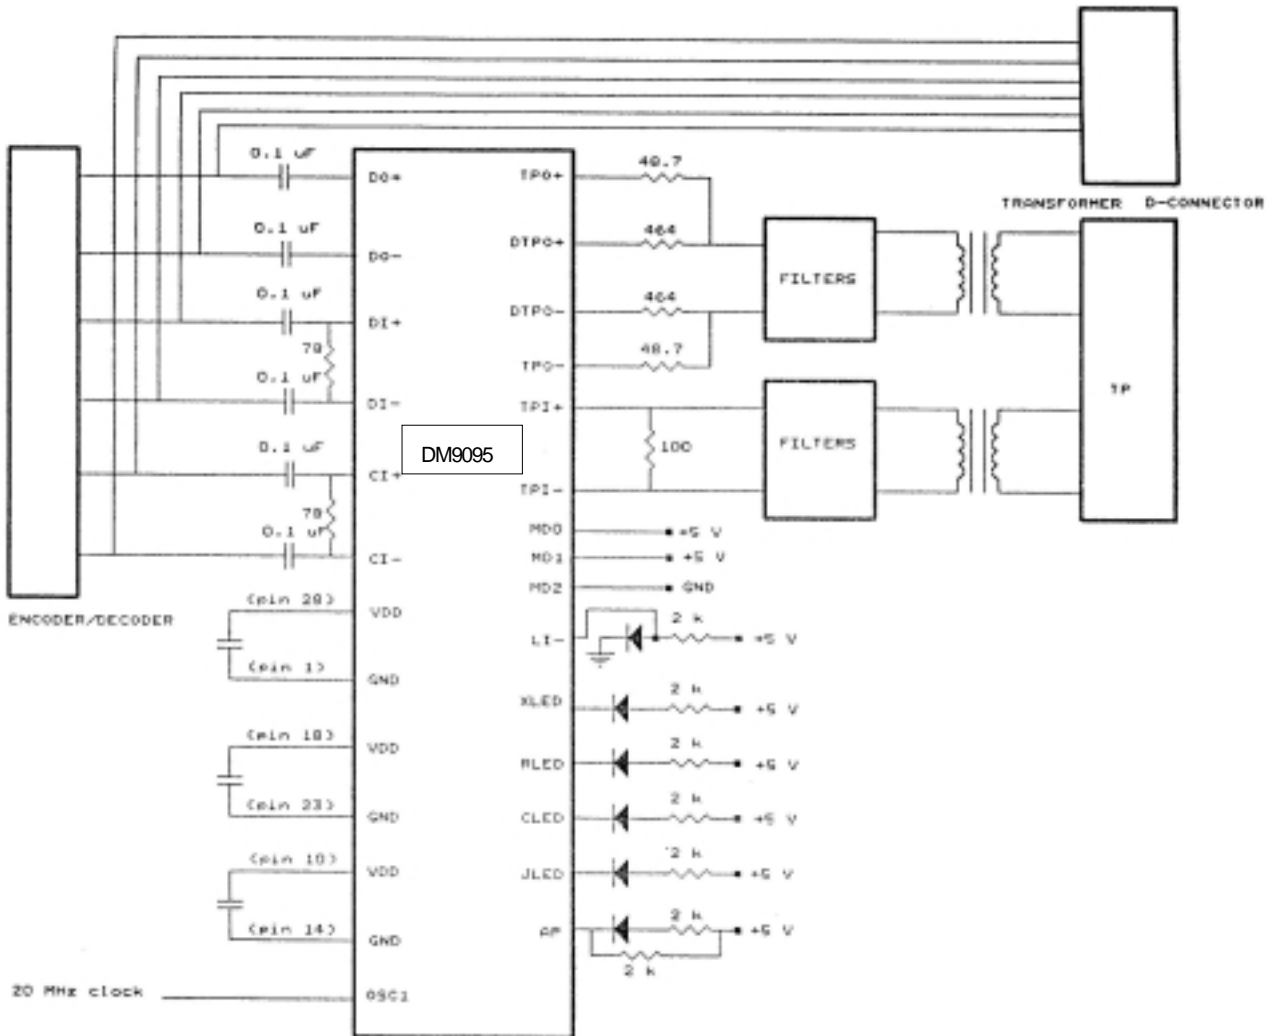 TRANSFORMER D-CONNECTOR
0.1 uF
DO+
0.1 uF
DO-
0.1 uF
DI+
78
0.1 uF
DI-
0.1 uF
CI+
78
0.1 uF
CI-
ENCODER/DECODER
(pin 28)
VDD
(pin 1)
GND
(pin 18)
VDD
(pin 23)
GND
(pin 10)
VDD
(pin 14)
GND
20 MHz clock
OSC1
DM9095
TPO+
48.7
DTPO+
464
DTPO-
464
TPO-
48.7
TPI+
100
TPI-
FILTERS
FILTERS
TP
MD0
+5 V
MD1
+5 V
MD2
GND
LI-
2 k
+5 V
XLED
2 k
+5 V
RLED
2 k
+5 V
CLED
2 k
+5 V
JLED
2 k
+5 V
AP
2 k
+5 V
2 k